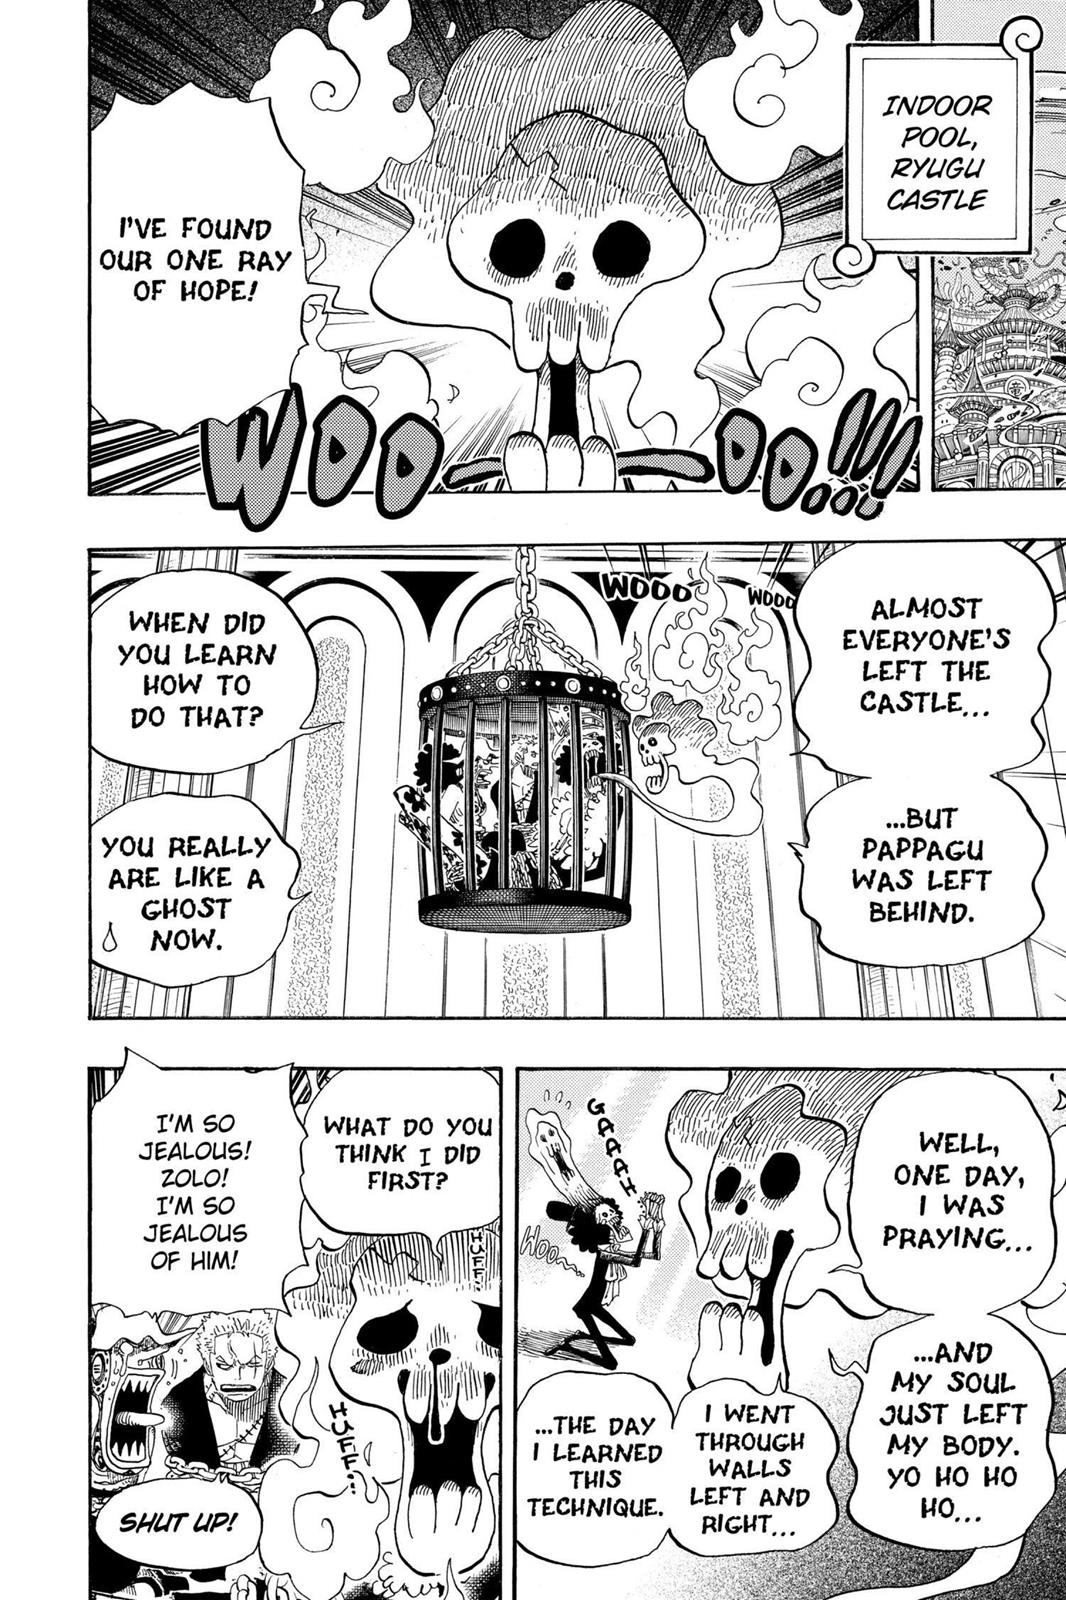 INDOOR
POOL,
RYUGU
CASTLE
I'VE FOUND
OUR ONE RAY
OF HOPE!
WOO—OO...!!!
ALMOST
EVERYONE'S
LEFT THE
CASTLE...
...BUT
PAPPAGU
WAS LEFT
BEHIND.
WOOO
WOOO
WHEN DID
YOU LEARN
HOW TO
DO THAT?
YOU REALLY
ARE LIKE A
GHOST
NOW.
WELL,
ONE DAY,
I WAS
PRAYING...
...AND
MY SOUL
JUST LEFT
MY BODY.
YO HO HO
HO...
GAAAH
WOO...
I WENT
THROUGH
WALLS
LEFT AND
RIGHT...
...THE DAY
I LEARNED
THIS
TECHNIQUE.
WHAT DO YOU
THINK I DID
FIRST?
HUFF.
HUFF...
I'M SO
JEALOUS!
ZOLO!
I'M SO
JEALOUS
OF HIM!
SHUT UP!